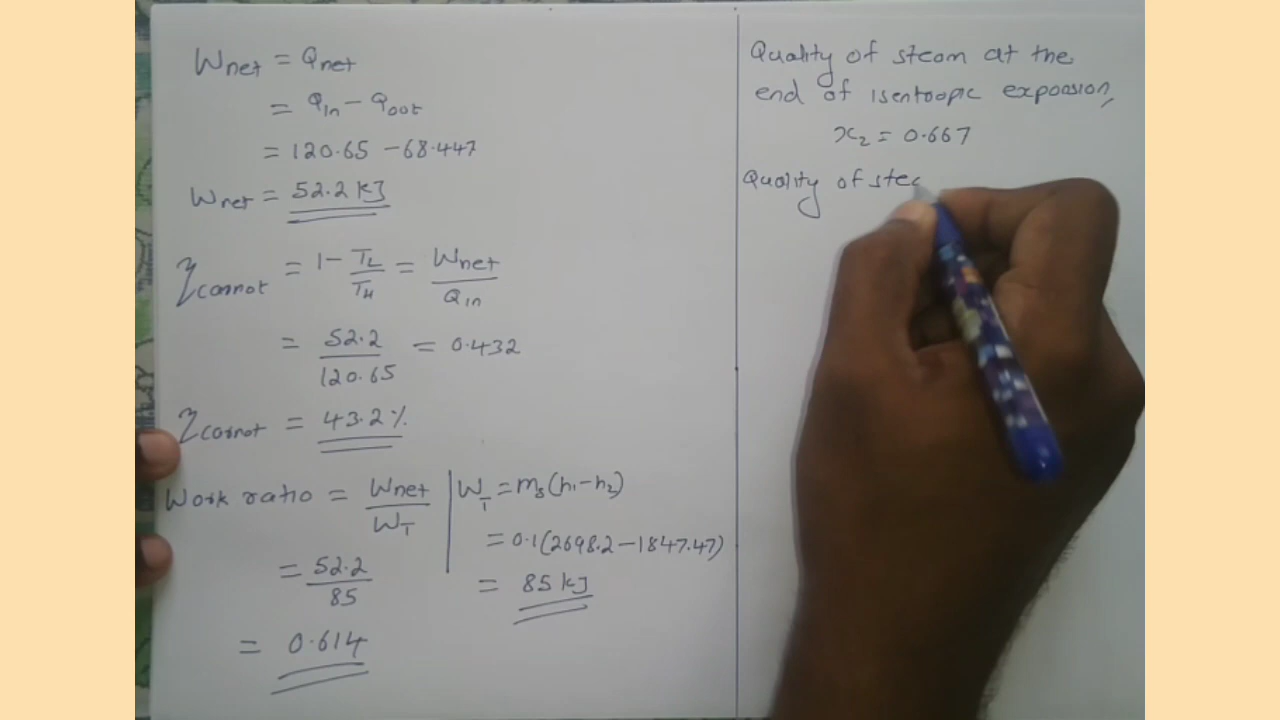 Wnet = Qnet
= Qin - Qout
= 120.65 - 68.447
Wnet = 52.2 kJ
ηcarnot = 1 - TL/TH = Wnet/Qin
= 52.2/120.65 = 0.432
ηcarnot = 43.2%
Work ratio = Wnet/WT
= 52.2/85
= 0.614
WT = ms(h1-h2)
= 0.1(2698.2-1847.47)
= 85 kJ
Quality of steam at the
end of isentropic expansion,
x2 = 0.667
Quality of stea